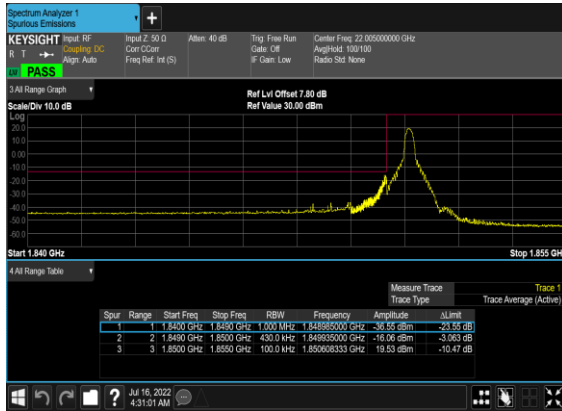 Spectrum Analyzer 1
Spurious Emissions
KEYSIGHT Input: RF Input Z: 50 Ω Atten: 40 dB Trig: Free Run Center Freq: 22.005000000 GHz
R T Coupling: DC Corr CCorr Gate: Off Avg|Hold: 100/100
Align: Auto Freq Ref: Int (S) IF Gain: Low Radio Std: None
PASS
3 All Range Graph
Ref Lvl Offset 7.80 dB
Scale/Div 10.0 dB Ref Value 30.00 dBm
Log
20.0
10.0
0.00
-10.0
-20.0
-30.0
-40.0
-50.0
-60.0
Start 1.840 GHz Stop 1.855 GH
4 All Range Table
Measure Trace Trace 1
Trace Type Trace Average (Active)
Spur Range Start Freq Stop Freq RBW Frequency Amplitude ΔLimit
1 1 1.8400 GHz 1.8490 GHz 1.000 MHz 1.848985000 GHz -36.55 dBm -23.55 dB
2 2 1.8490 GHz 1.8500 GHz 430.0 kHz 1.849935000 GHz -16.06 dBm -3.063 dB
3 3 1.8500 GHz 1.8550 GHz 100.0 kHz 1.850608333 GHz 19.53 dBm -10.47 dB
Jul 16, 2022
4:31:01 AM